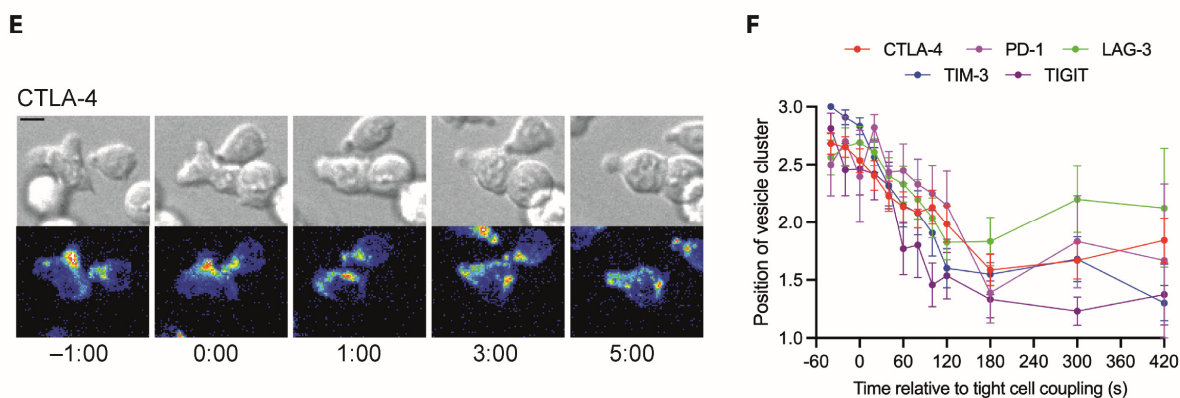 E
CTLA-4
–1:00 0:00 1:00 3:00 5:00
F
CTLA-4 PD-1 LAG-3
TIM-3 TIGIT
Position of vesicle cluster
3.0
2.5
2.0
1.5
1.0
-60 0 60 120 180 240 300 360 420
Time relative to tight cell coupling (s)